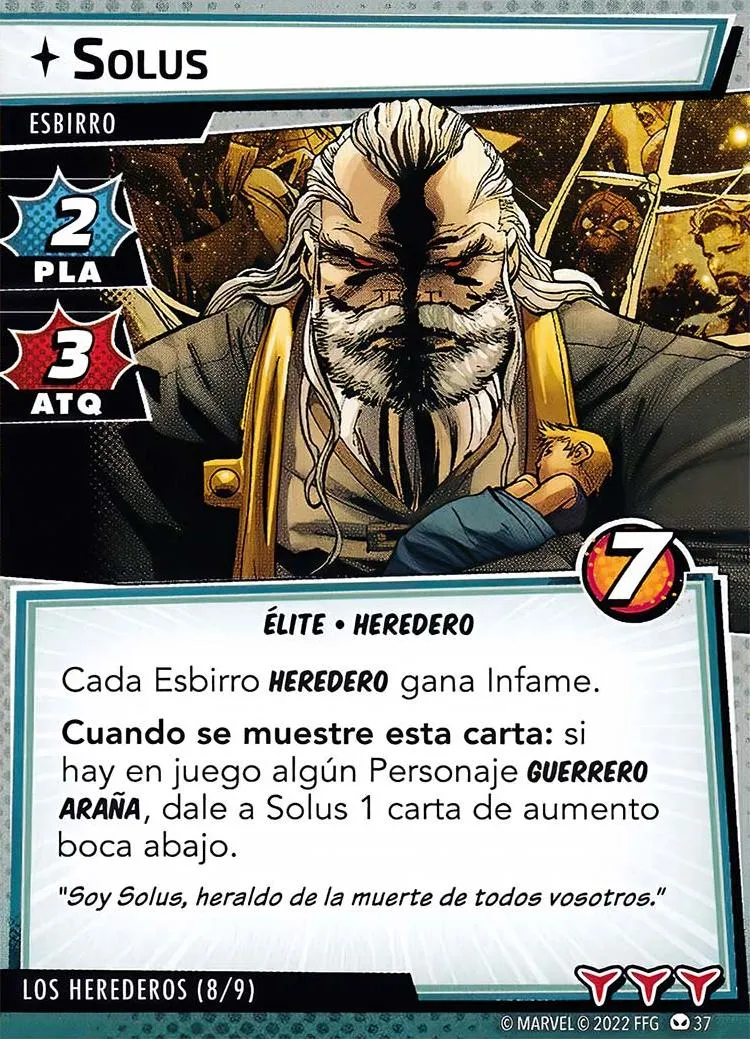 Solus
ESBIRRO
2
PLA
3
ATQ
7
ÉLITE • HEREDERO
Cada Esbirro HEREDERO gana Infame.
Cuando se muestre esta carta: si
hay en juego algún Personaje GUERRERO
ARAÑA, dale a Solus 1 carta de aumento
boca abajo.
"Soy Solus, heraldo de la muerte de todos vosotros."
LOS HEREDEROS (8/9)
© MARVEL © 2022 FFG 37